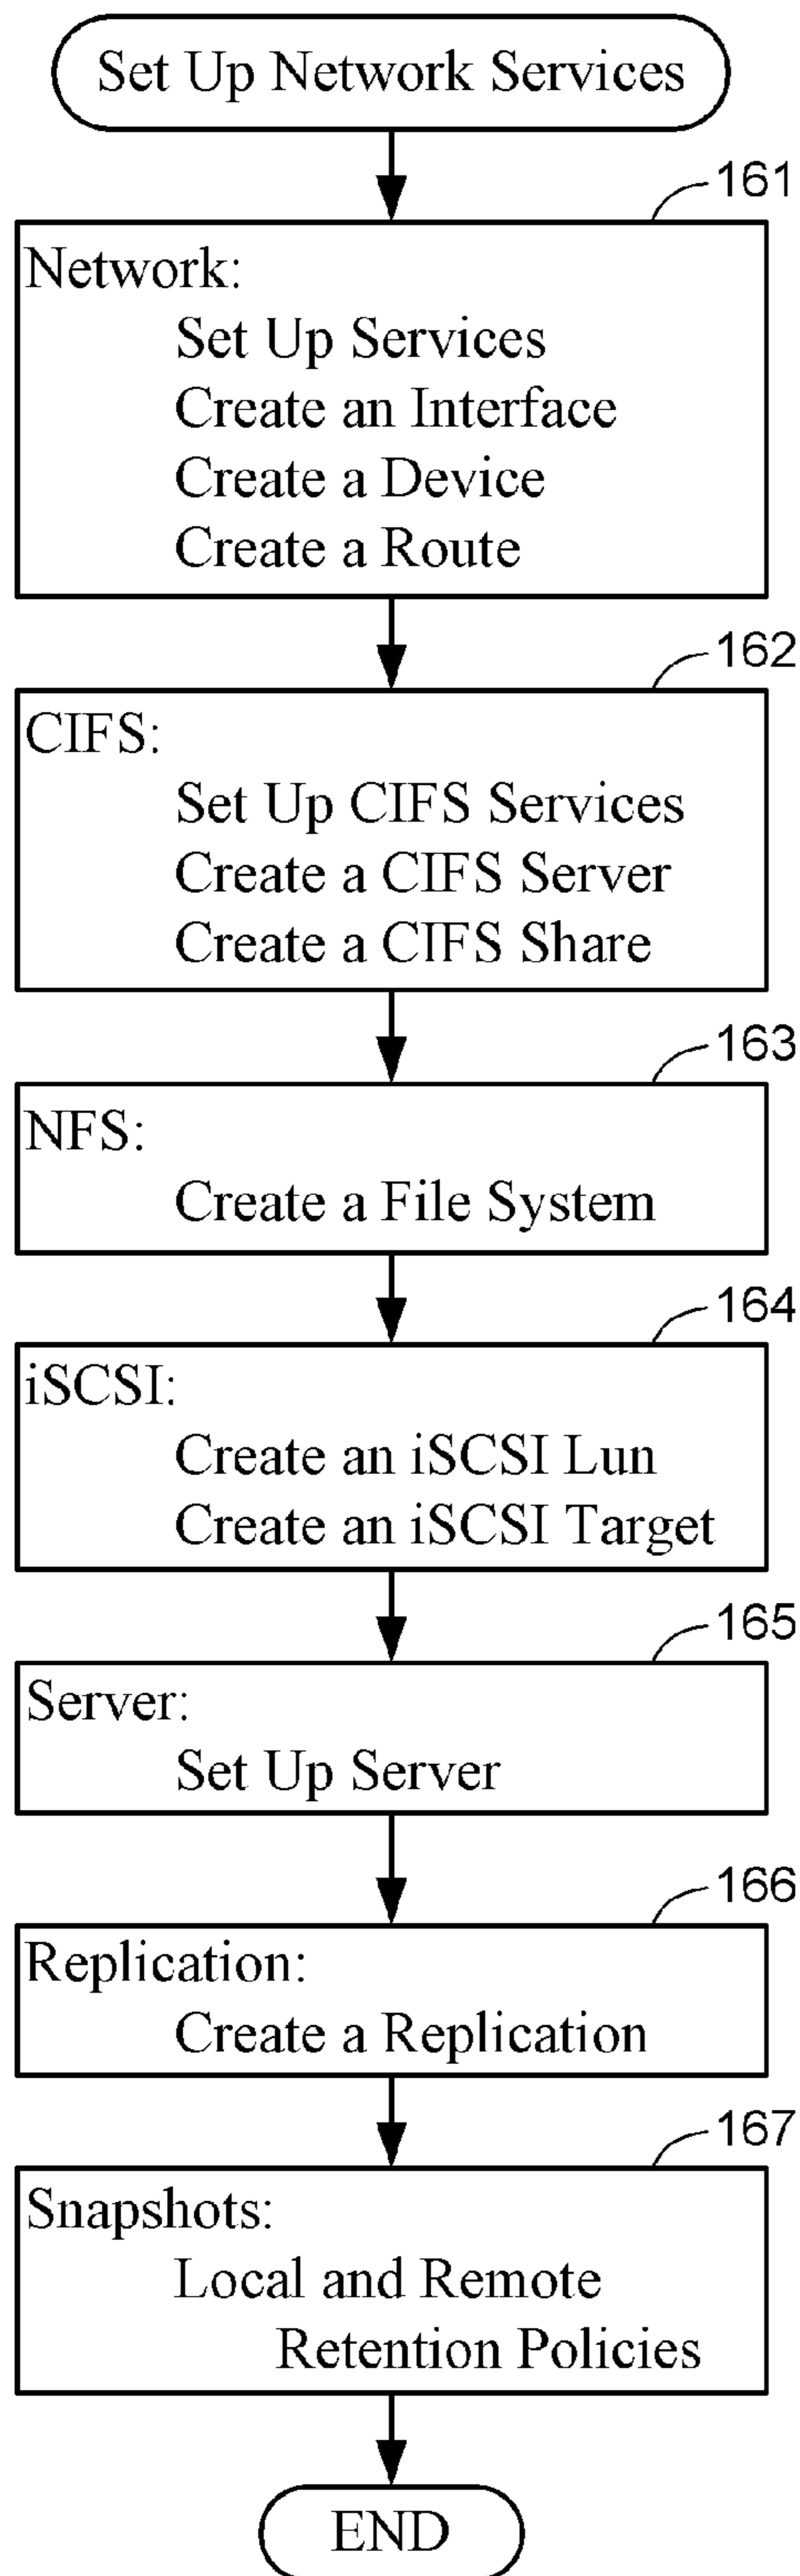 Set Up Network Services
161
Network:
Set Up Services
Create an Interface
Create a Device
Create a Route
162
CIFS:
Set Up CIFS Services
Create a CIFS Server
Create a CIFS Share
163
NFS:
Create a File System
164
iSCSI:
Create an iSCSI Lun
Create an iSCSI Target
165
Server:
Set Up Server
166
Replication:
Create a Replication
167
Snapshots:
Local and Remote
Retention Policies
END